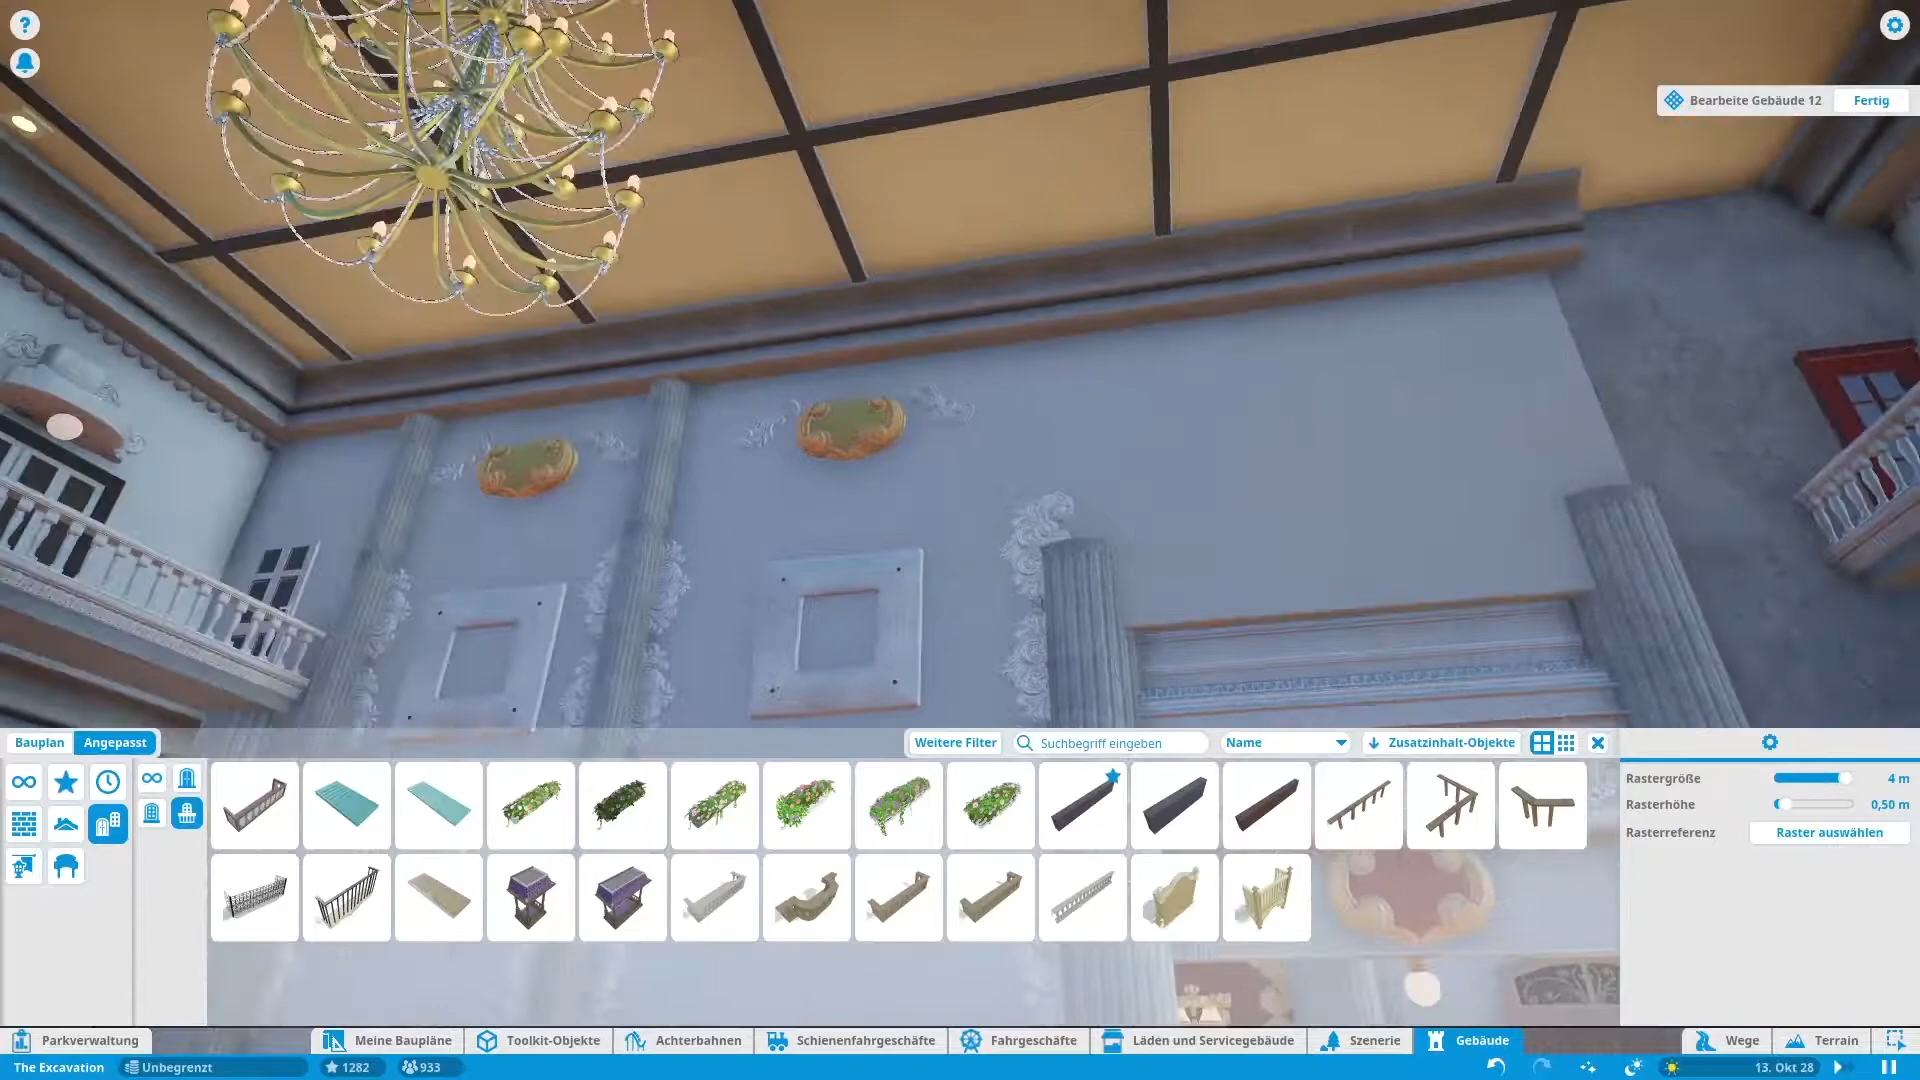 ?
Bearbeite Gebäude 12 Fertig
Bauplan Angepasst
Weitere Filter Suchbegriff eingeben Name Zusatzinhalt-Objekte
Rastergröße 4 m
Rasterhöhe 0,50 m
Rasterreferenz Raster auswählen
Parkverwaltung Meine Baupläne Toolkit-Objekte Achterbahnen Schienenfahrgeschäfte Fahrgeschäfte Läden und Servicegebäude Szenerie Gebäude Wege Terrain
The Excavation Unbegrenzt 1282 933 13. Okt 28